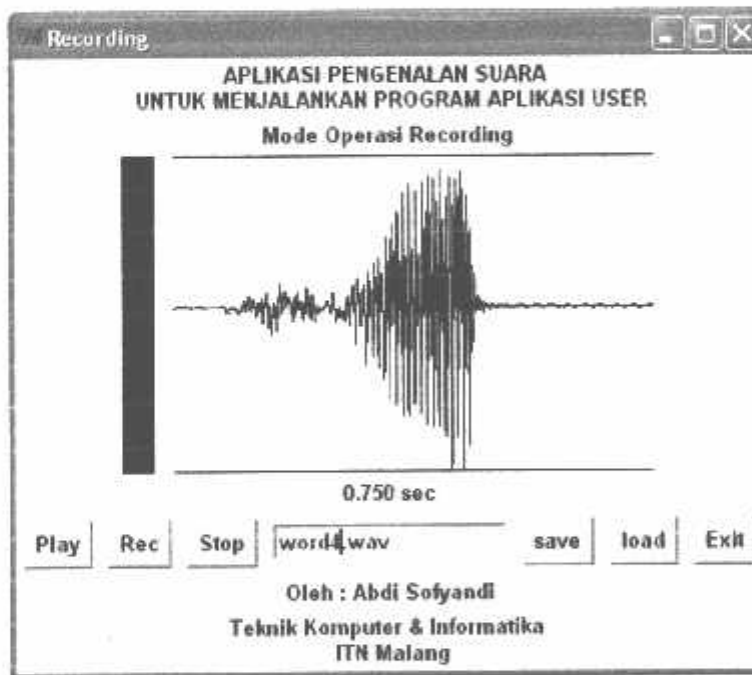 Recording
APLIKASI PENGENALAN SUARA
UNTUK MENJALANKAN PROGRAM APLIKASI USER
Mode Operasi Recording
0.750 sec
Play Rec Stop word4.wav save load Exit
Oleh : Abdi Sofyandi
Teknik Komputer & Informatika
ITN Malang